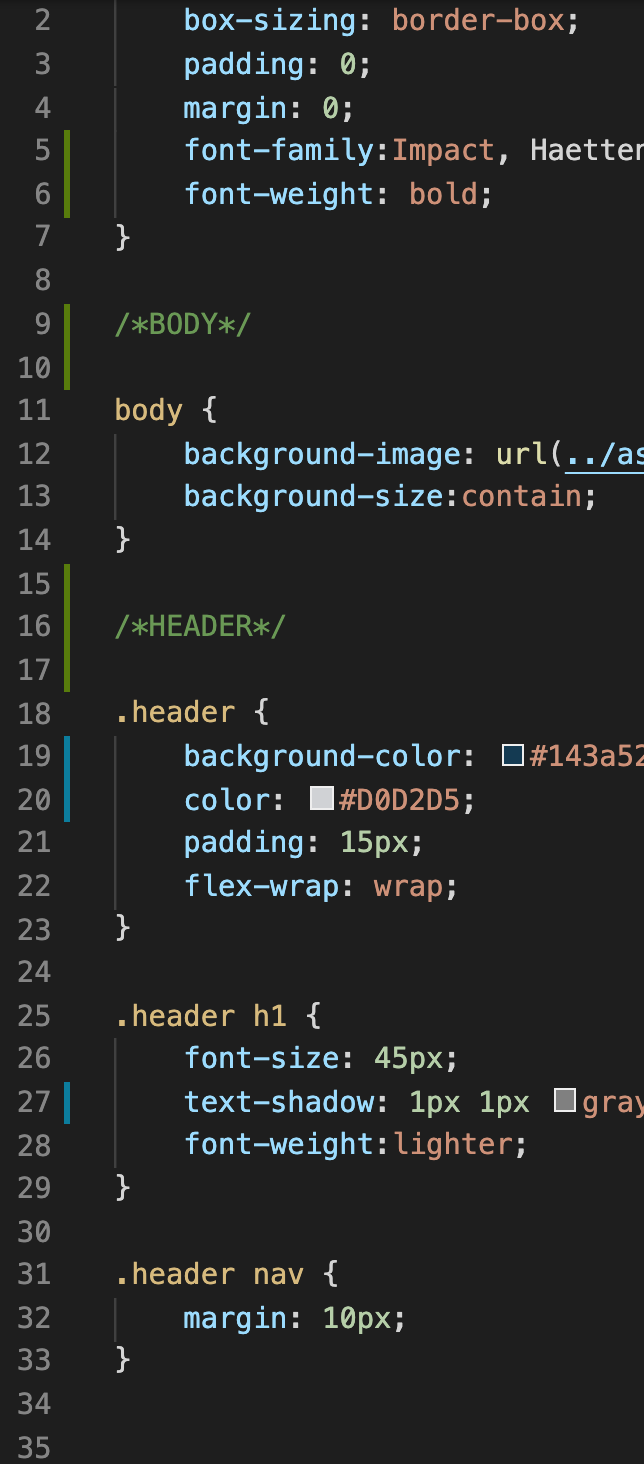 2 box-sizing: border-box;
3 padding: 0;
4 margin: 0;
5 font-family:Impact, Haetten
6 font-weight: bold;
7 }
8
9 /*BODY*/
10
11 body {
12 background-image: url(../as
13 background-size:contain;
14 }
15
16 /*HEADER*/
17
18 .header {
19 background-color: #143a52
20 color: #D0D2D5;
21 padding: 15px;
22 flex-wrap: wrap;
23 }
24
25 .header h1 {
26 font-size: 45px;
27 text-shadow: 1px 1px gray
28 font-weight:lighter;
29 }
30
31 .header nav {
32 margin: 10px;
33 }
34
35